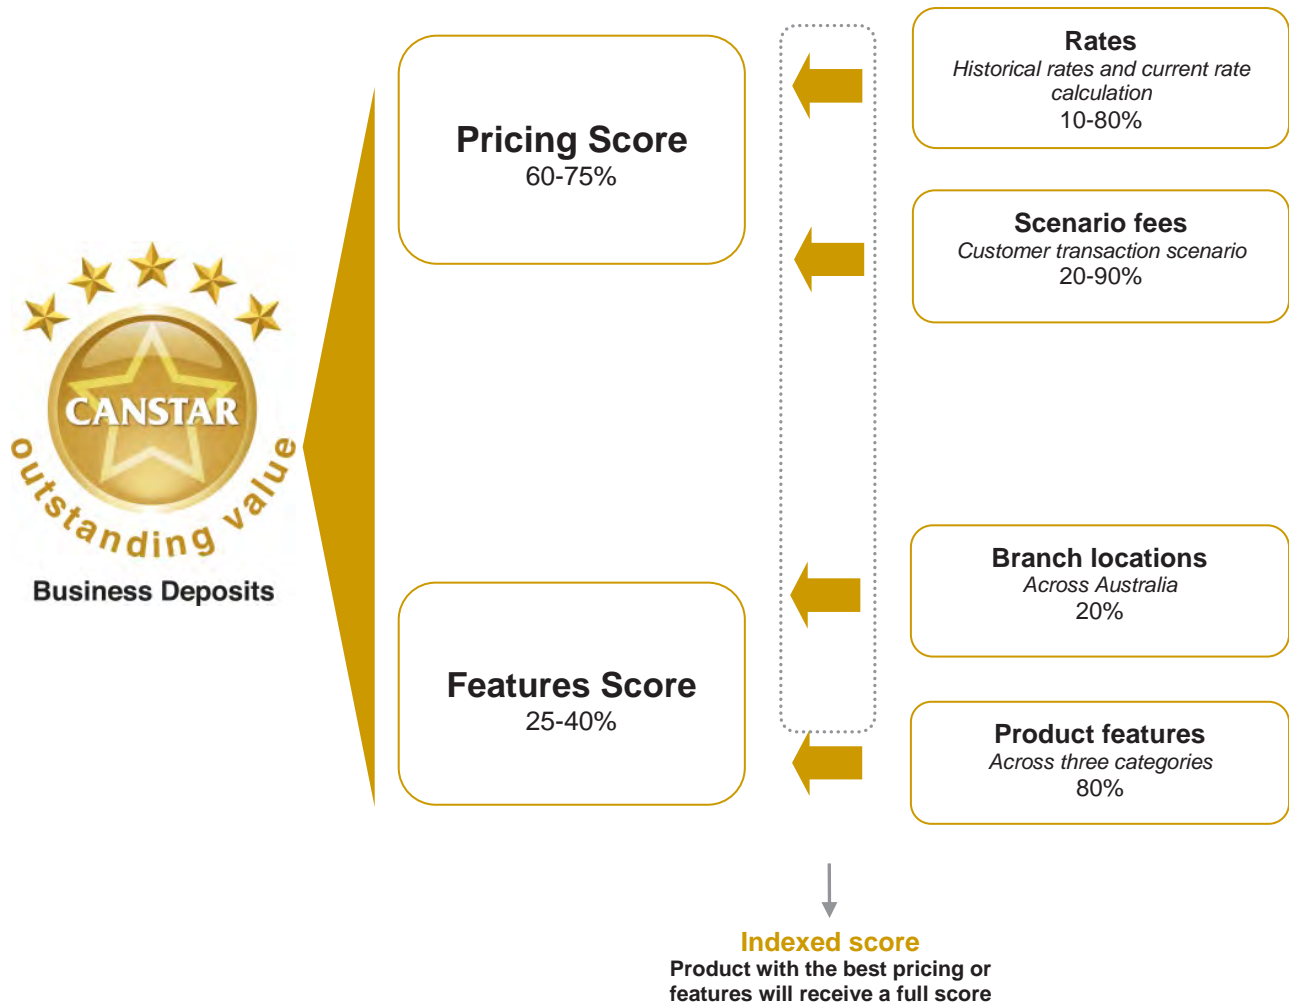 CANSTAR
outstanding value
Business Deposits
Pricing Score
60-75%
Features Score
25-40%
Rates
Historical rates and current rate
calculation
10-80%
Scenario fees
Customer transaction scenario
20-90%
Branch locations
Across Australia
20%
Product features
Across three categories
80%
Indexed score
Product with the best pricing or
features will receive a full score